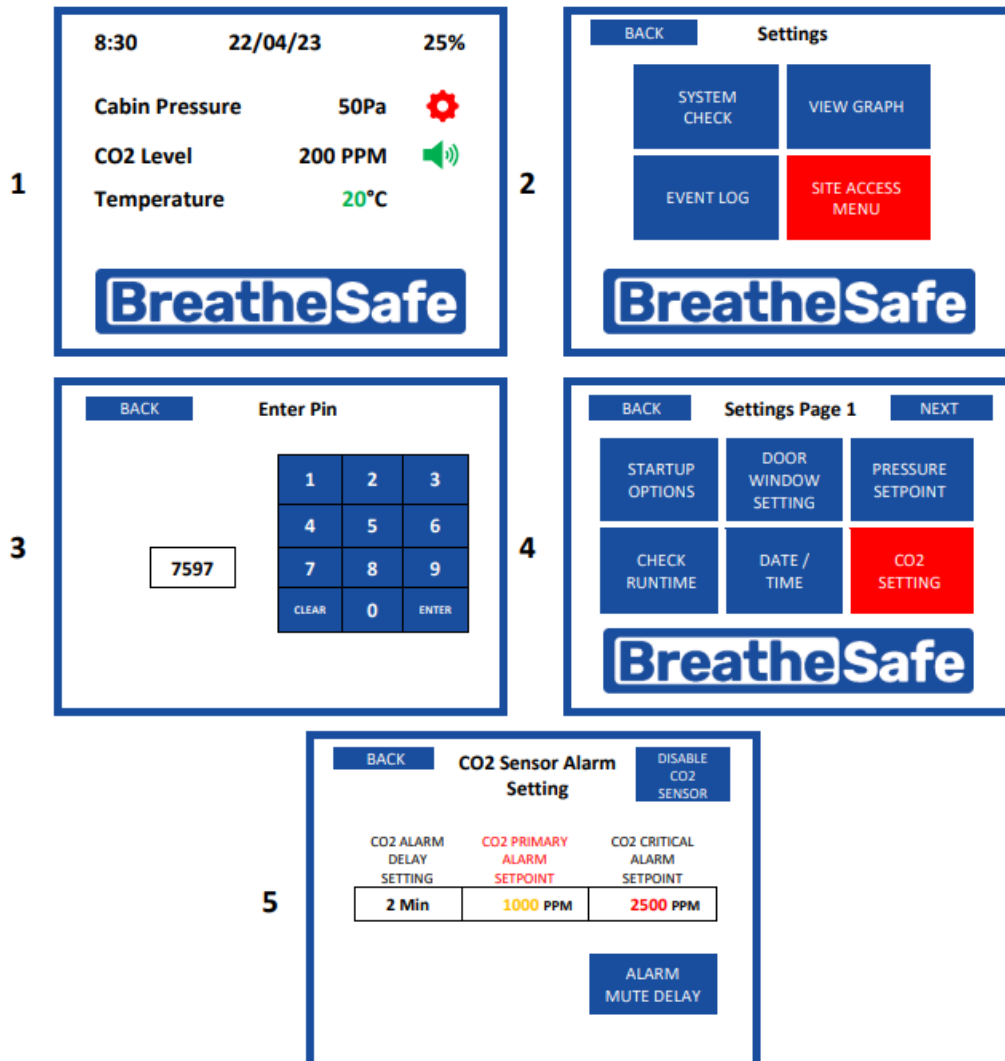 8:30 22/04/23 25%
Cabin Pressure 50Pa
CO2 Level 200 PPM
Temperature 20°C
BreatheSafe
1
BACK Settings
SYSTEM
CHECK
VIEW GRAPH
EVENT LOG
SITE ACCESS
MENU
BreatheSafe
2
BACK Enter Pin
1 2 3
4 5 6
7 8 9
CLEAR 0 ENTER
7597
3
BACK Settings Page 1 NEXT
STARTUP
OPTIONS
DOOR
WINDOW
SETTING
PRESSURE
SETPOINT
CHECK
RUNTIME
DATE /
TIME
CO2
SETTING
BreatheSafe
4
BACK
CO2 Sensor Alarm
Setting
DISABLE
CO2
SENSOR
CO2 ALARM
DELAY
SETTING
CO2 PRIMARY
ALARM
SETPOINT
CO2 CRITICAL
ALARM
SETPOINT
2 Min 1000 PPM 2500 PPM
ALARM
MUTE DELAY
5